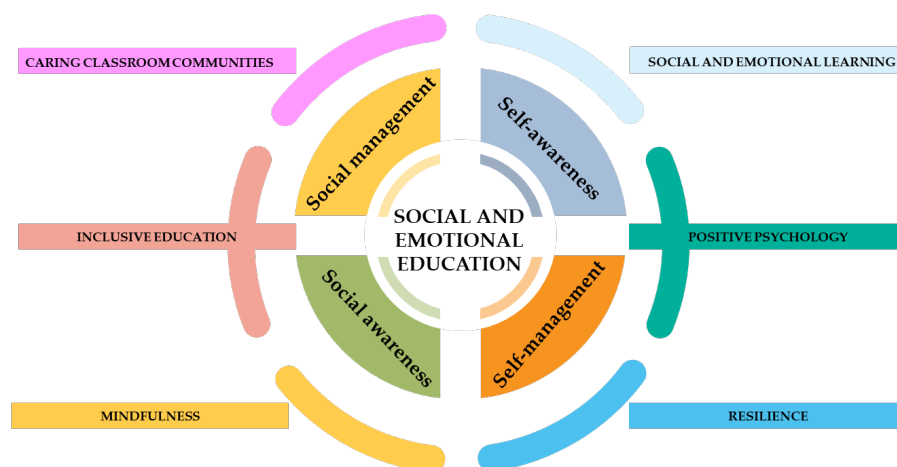 CARING CLASSROOM COMMUNITIES
SOCIAL AND EMOTIONAL LEARNING
Social management
Self-awareness
INCLUSIVE EDUCATION
SOCIAL AND
EMOTIONAL
EDUCATION
POSITIVE PSYCHOLOGY
Social awareness
Self-management
MINDFULNESS
RESILIENCE